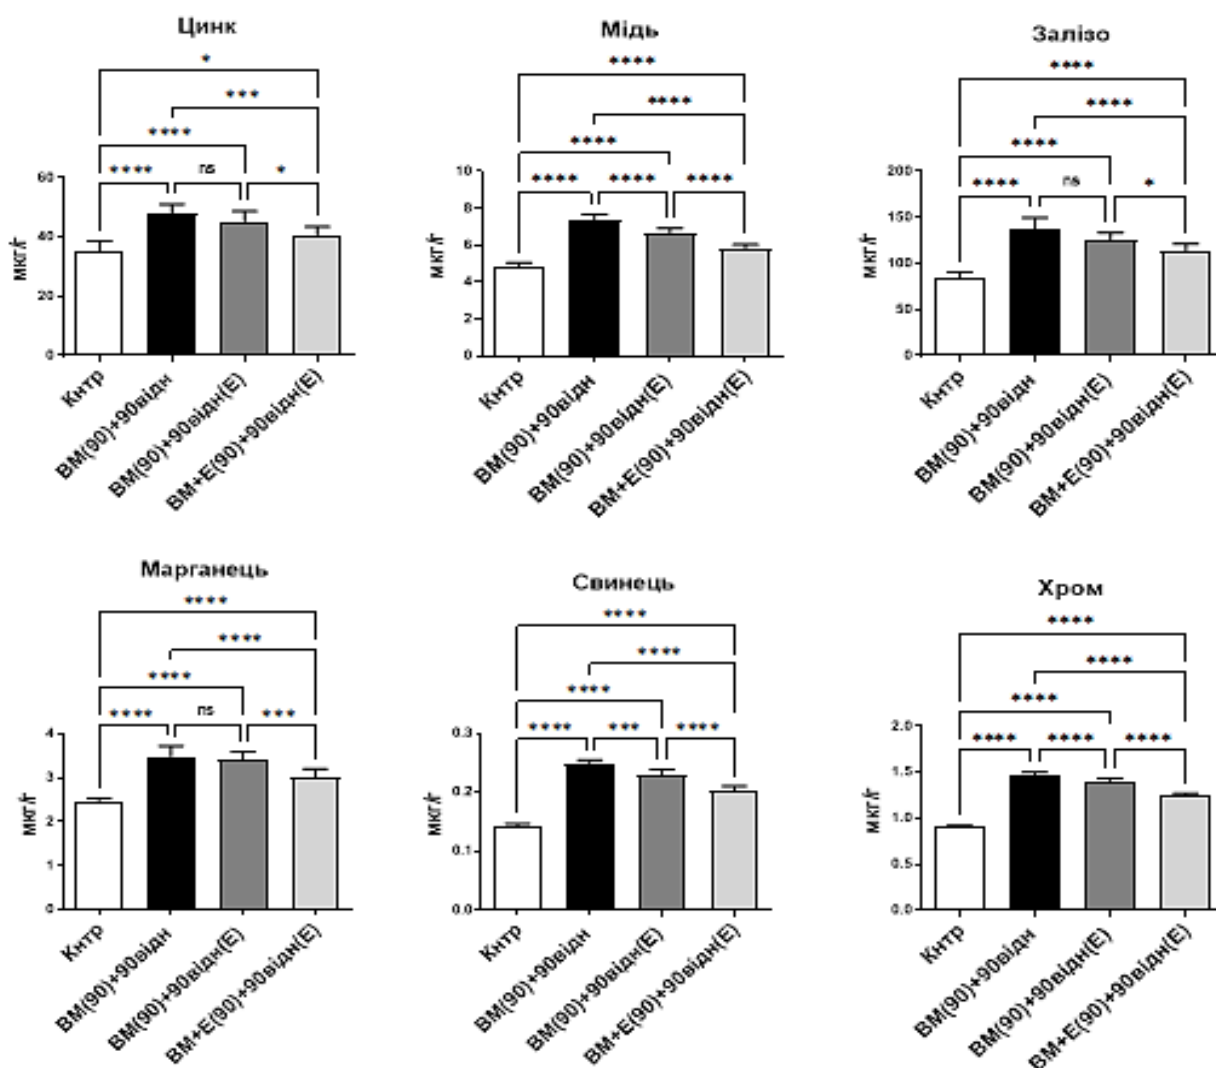 Цинк
*
***
****
**** ns *
60
40
20
0
мкг/г
Кнтр
ВМ(90)+90відн
ВМ(90)+90відн(Е)
ВМ+Е(90)+90відн(Е)
Мідь
****
****
****
**** **** ****
10
8
6
4
2
0
мкг/г
Кнтр
ВМ(90)+90відн
ВМ(90)+90відн(Е)
ВМ+Е(90)+90відн(Е)
Залізо
****
****
****
**** ns *
200
150
100
50
0
мкг/г
Кнтр
ВМ(90)+90відн
ВМ(90)+90відн(Е)
ВМ+Е(90)+90відн(Е)
Марганець
****
****
****
**** ns ***
4
3
2
1
0
мкг/г
Кнтр
ВМ(90)+90відн
ВМ(90)+90відн(Е)
ВМ+Е(90)+90відн(Е)
Свинець
****
****
****
**** *** ****
0.3
0.2
0.1
0.0
мкг/г
Кнтр
ВМ(90)+90відн
ВМ(90)+90відн(Е)
ВМ+Е(90)+90відн(Е)
Хром
****
****
****
**** **** ****
2.0
1.5
1.0
0.5
0.0
мкг/г
Кнтр
ВМ(90)+90відн
ВМ(90)+90відн(Е)
ВМ+Е(90)+90відн(Е)